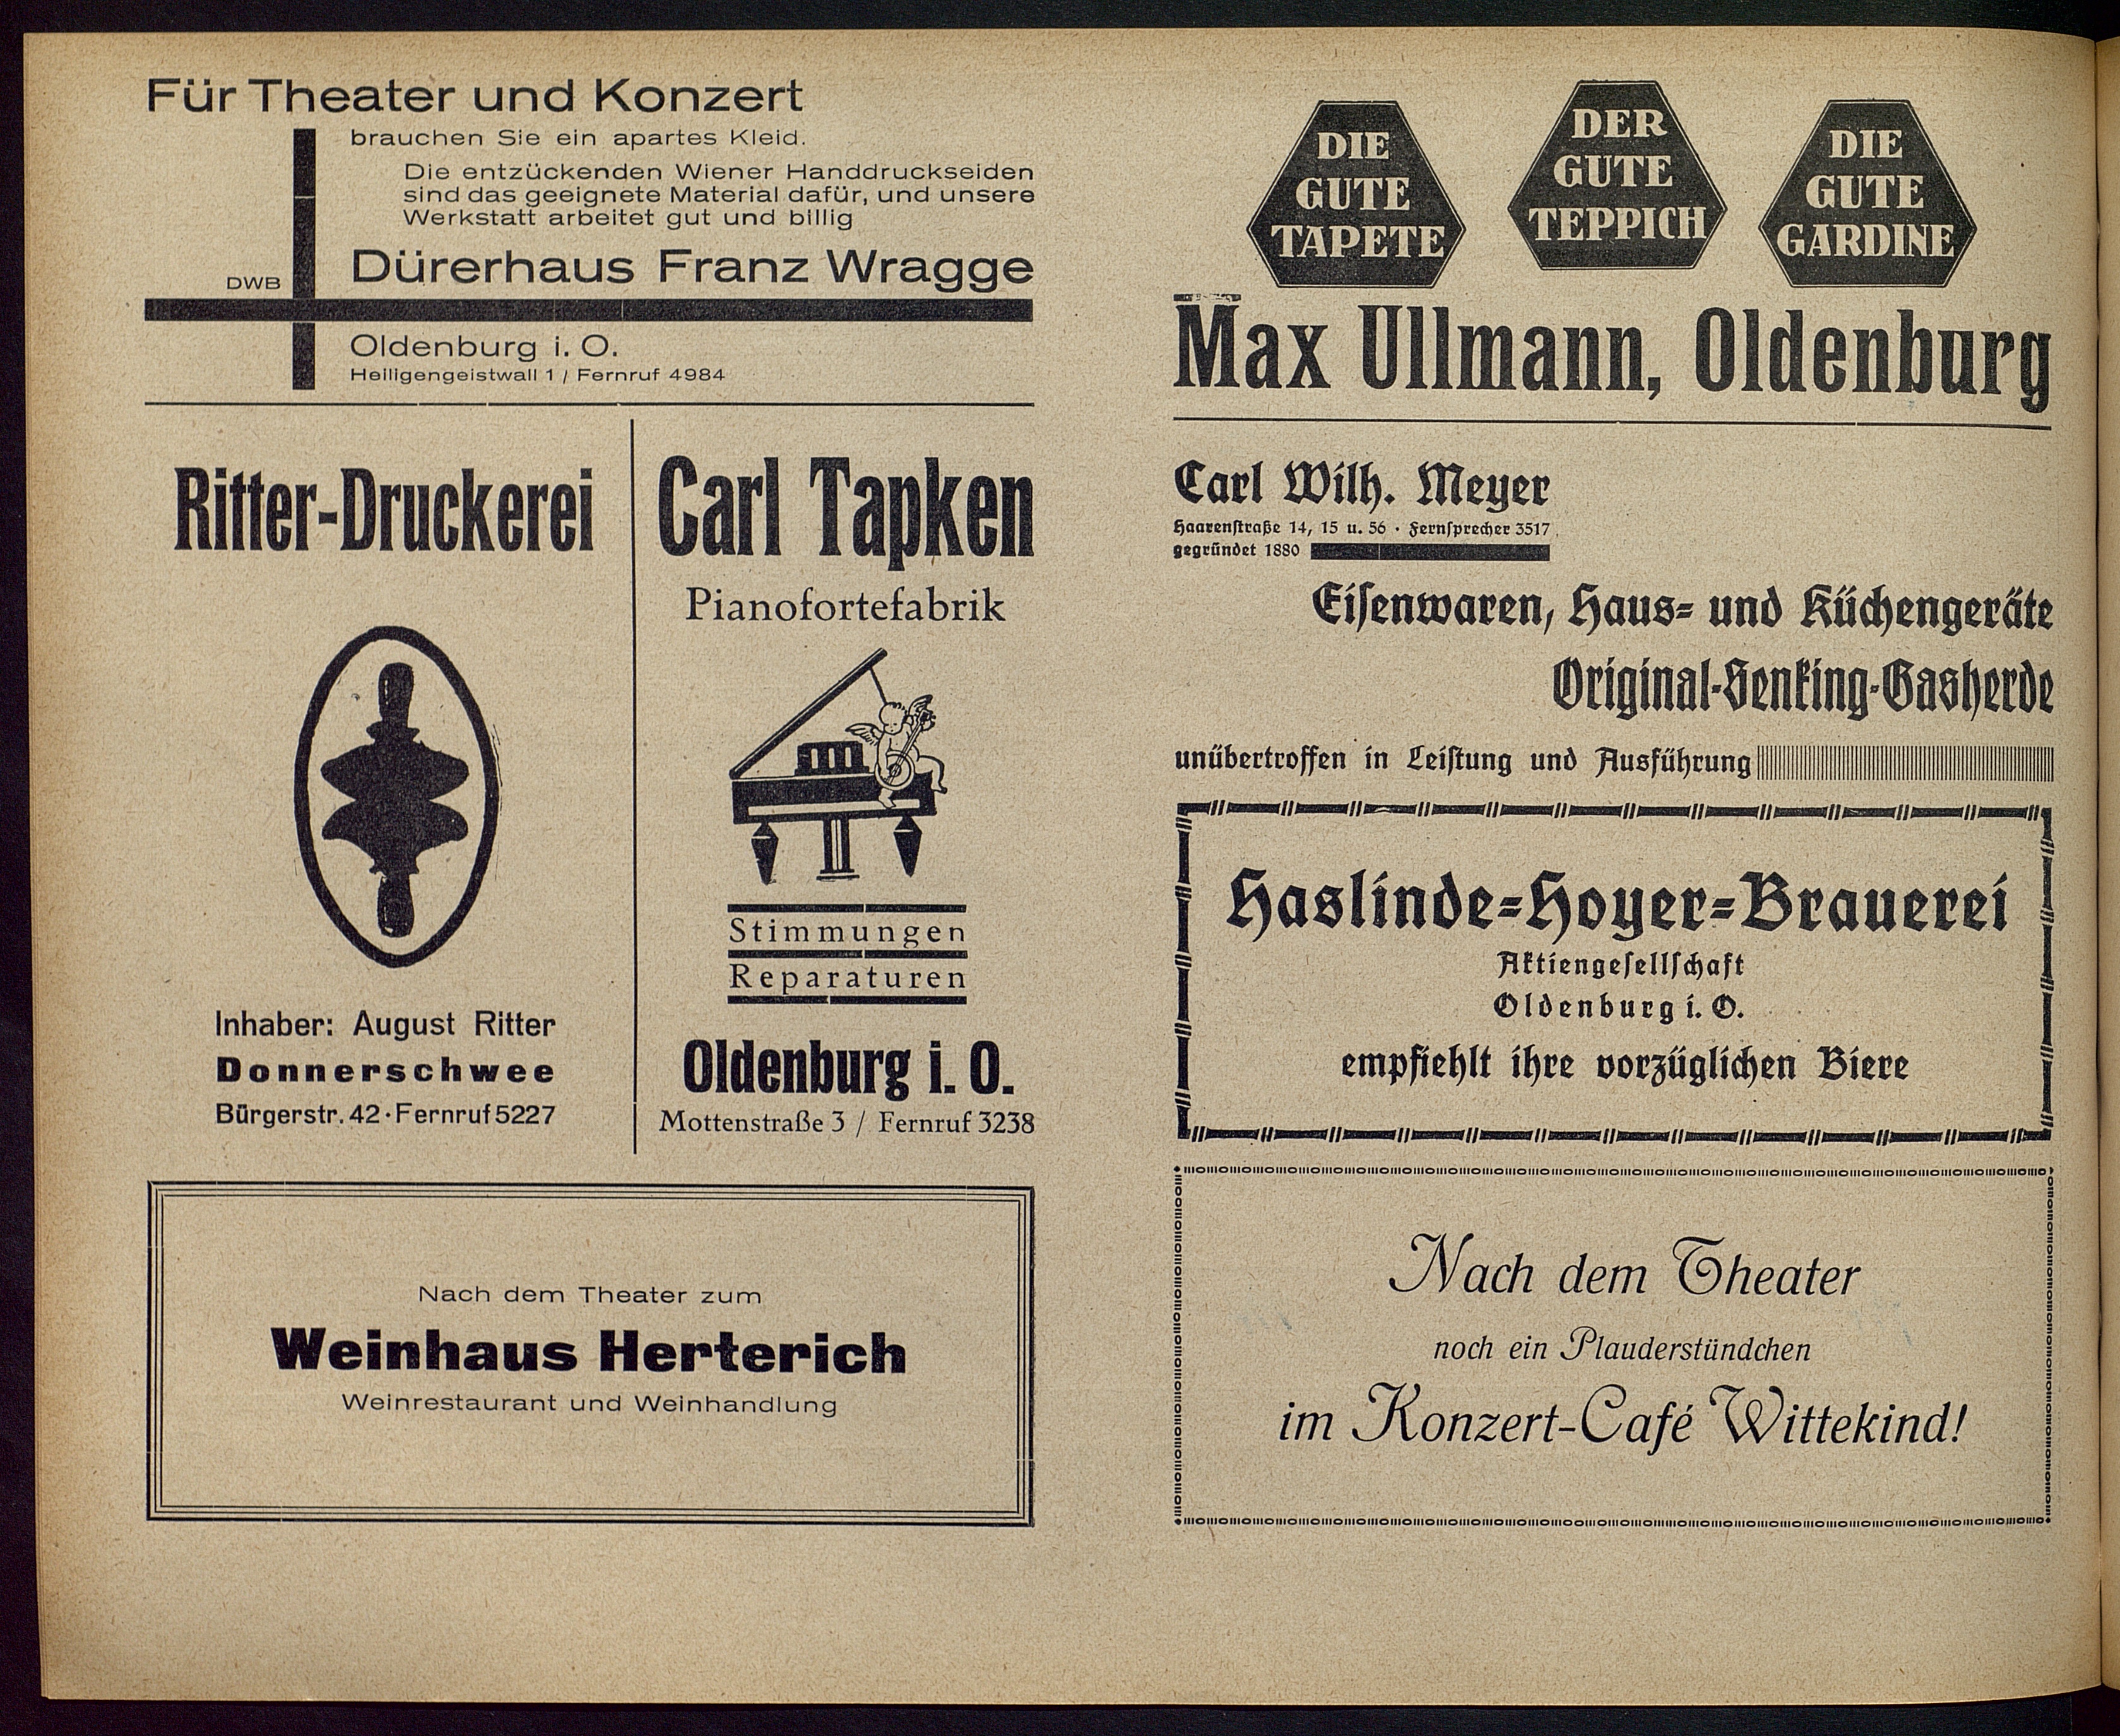 Für Theater und Konzert
brauchen Sie ein apartes Kleid.
Die entzückenden Wiener Handdruckseiden
sind das geeignete Material dafür, und unsere
Werkstatt arbeitet gut und billig
DWB
Dürerhaus Franz Wragge
Oldenburg i. O.
Heiligengeistwall 1 / Fernruf 4984
Ritter-Druckerei
Inhaber: August Ritter
Donnerschwee
Bürgerstr. 42 · Fernruf 5227
Carl Tapken
Pianofortefabrik
Stimmungen
Reparaturen
Oldenburg i. O.
Mottenstraße 3 / Fernruf 3238
Nach dem Theater zum
Weinhaus Herterich
Weinrestaurant und Weinhandlung
DIE
GUTE
TAPETE
DER
GUTE
TEPPICH
DIE
GUTE
GARDINE
Max Ullmann, Oldenburg
Carl Wilh. Meyer
Haarenſtraße 14, 15 u. 56 · Fernſprecher 3517
gegründet 1880
Eiſenwaren, Haus- und Küchengeräte
Original-Senking-Gasherde
unübertroffen in Leiſtung und Ausführung
Haslinde-Hoyer-Brauerei
Aktiengeſellſchaft
Oldenburg i. O.
empfiehlt ihre vorzüglichen Biere
Nach dem Theater
noch ein Plauderstündchen
im Konzert-Café Wittekind!